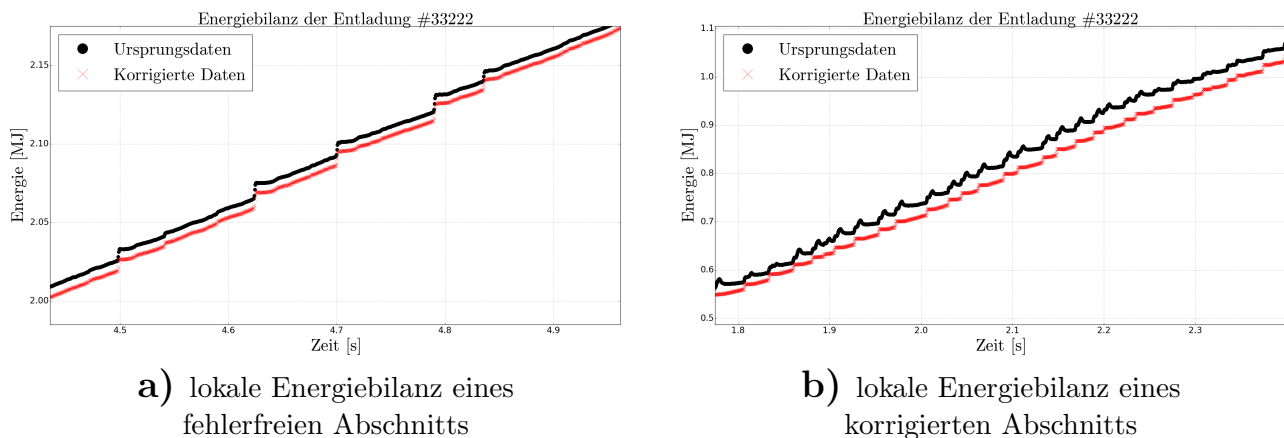 Energiebilanz der Entladung #33222
Ursprungsdaten
Korrigierte Daten
Energie [MJ]
2.15
2.10
2.05
2.00
4.5 4.6 4.7 4.8 4.9
Zeit [s]
a) lokale Energiebilanz eines
fehlerfreien Abschnitts
Energiebilanz der Entladung #33222
Ursprungsdaten
Korrigierte Daten
Energie [MJ]
1.1
1.0
0.9
0.8
0.7
0.6
0.5
1.8 1.9 2.0 2.1 2.2 2.3
Zeit [s]
b) lokale Energiebilanz eines
korrigierten Abschnitts